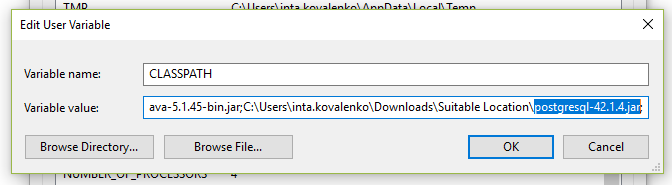 TMP C:\Users\inta.kovalenko\AppData\Local\Temp
Edit User Variable
Variable name: CLASSPATH
Variable value: ava-5.1.45-bin.jar;C:\Users\inta.kovalenko\Downloads\Suitable Location\postgresql-42.1.4.jar;
Browse Directory... Browse File... OK Cancel
NUMBER_OF_PROCESSORS 4